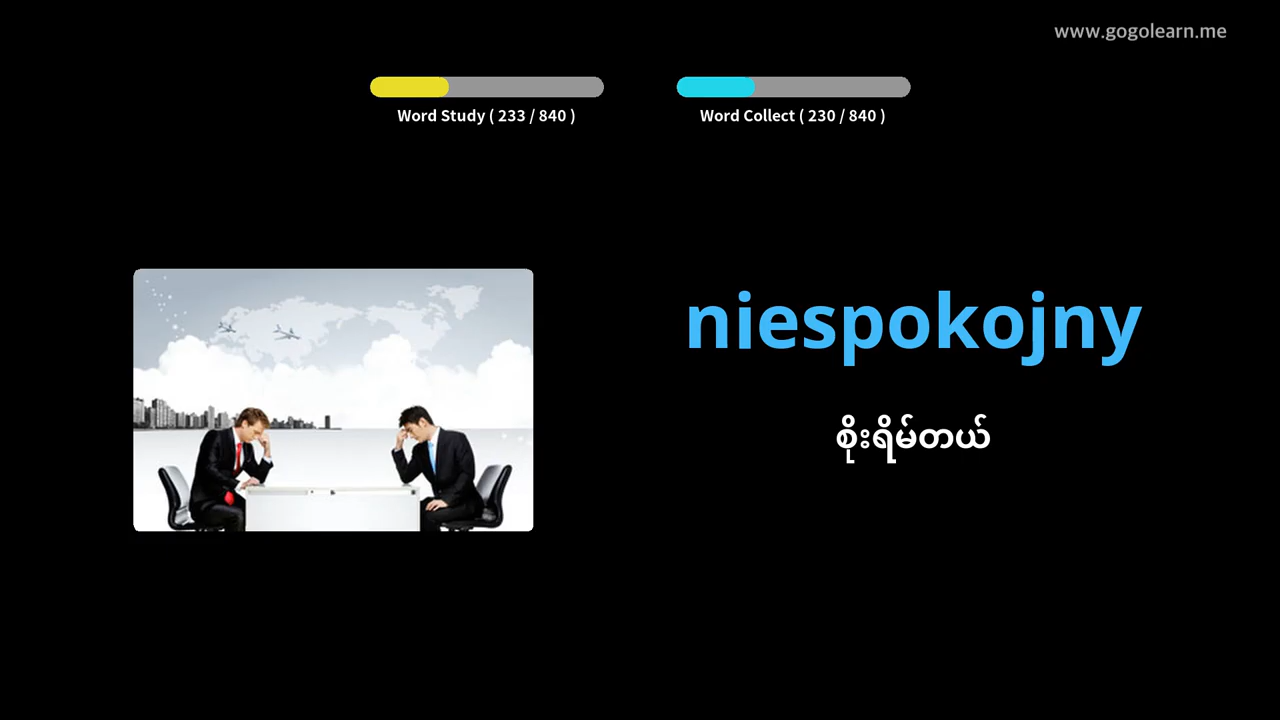 www.gogolearn.me
Word Study ( 233 / 840 )
Word Collect ( 230 / 840 )
niespokojny
စိုးရိမ်တယ်